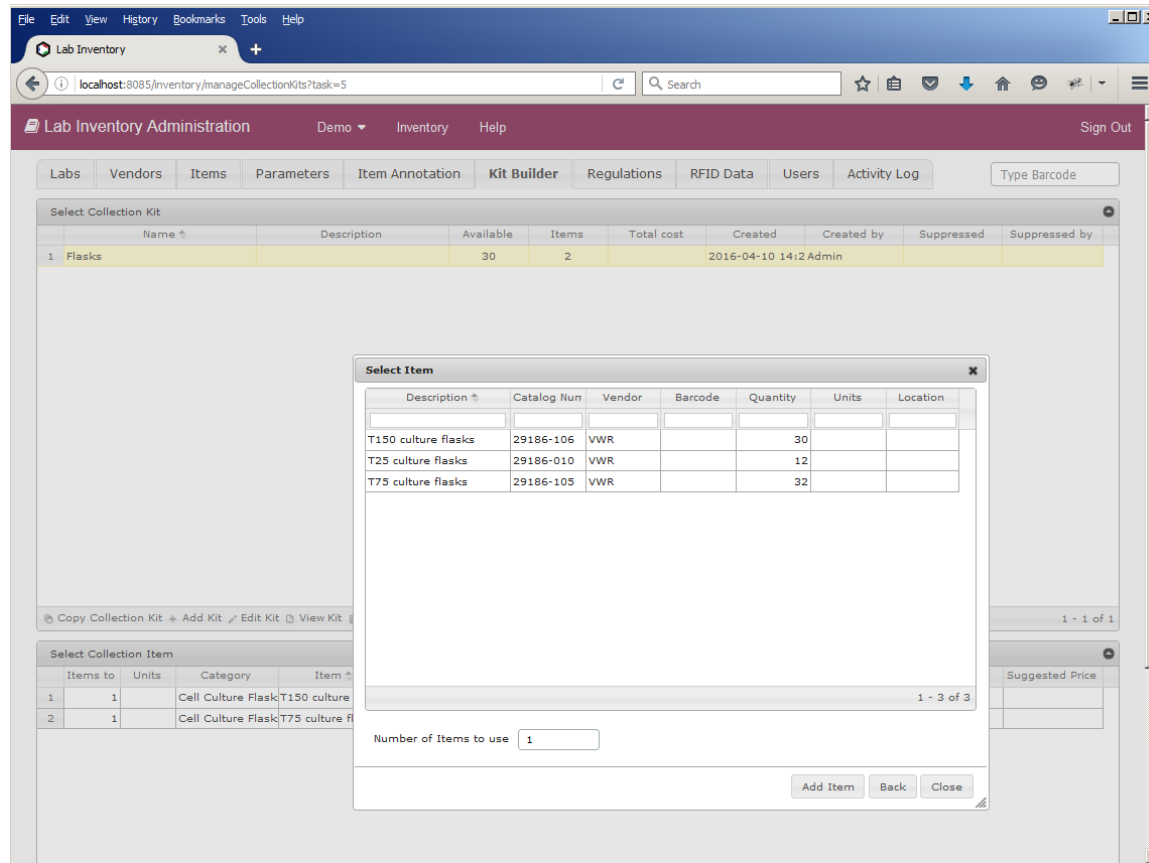 File Edit View History Bookmarks Tools Help
Lab Inventory
localhost:8085/inventory/manageCollectionKits?task=5 Search
Lab Inventory Administration Demo Inventory Help Sign Out
Labs Vendors Items Parameters Item Annotation Kit Builder Regulations RFID Data Users Activity Log Type Barcode
Select Collection Kit
Name Description Available Items Total cost Created Created by Suppressed Suppressed by
1 Flasks 30 2 2016-04-10 14:2 Admin
Select Item
Description Catalog Num Vendor Barcode Quantity Units Location
T150 culture flasks 29186-106 VWR 30
T25 culture flasks 29186-010 VWR 12
T75 culture flasks 29186-105 VWR 32
Copy Collection Kit Add Kit Edit Kit View Kit 1 - 1 of 1
Select Collection Item
Items to Units Category Item Suggested Price
1 1 Cell Culture Flask T150 culture
2 1 Cell Culture Flask T75 culture fl
1 - 3 of 3
Number of Items to use 1
Add Item Back Close